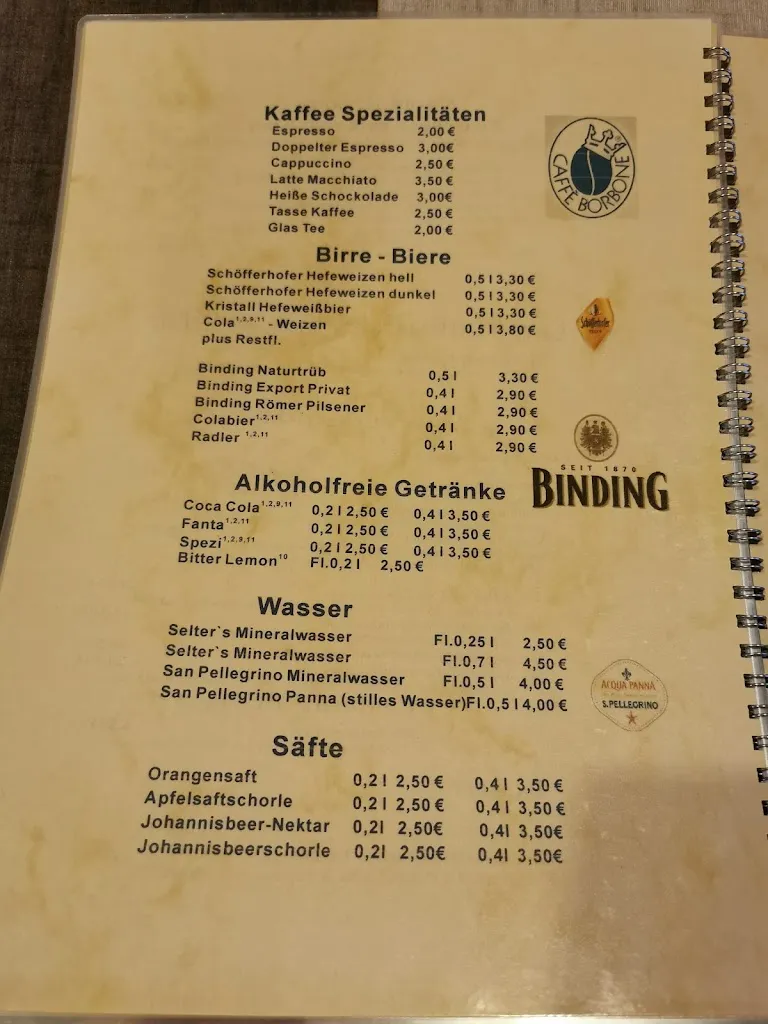 Kaffee Spezialitäten
Espresso 2,00 €
Doppelter Espresso 3,00€
Cappuccino 2,50 €
Latte Macchiato 3,50 €
Heiße Schockolade 3,00€
Tasse Kaffee 2,50 €
Glas Tee 2,00 €
CAFFÈ BORBONE
Birre - Biere
Schöfferhofer Hefeweizen hell 0,5 l 3,30 €
Schöfferhofer Hefeweizen dunkel 0,5 l 3,30 €
Kristall Hefeweißbier 0,5 l 3,30 €
Cola1,2,9,11 - Weizen 0,5 l 3,80 €
plus Restfl.
Schöfferhofer
Binding Naturtrüb 0,5 l 3,30 €
Binding Export Privat 0,4 l 2,90 €
Binding Römer Pilsener 0,4 l 2,90 €
Colabier1,2,11 0,4 l 2,90 €
Radler 1,2,11 0,4 l 2,90 €
SEIT 1870
BINDING
Alkoholfreie Getränke
Coca Cola1,2,9,11 0,2 l 2,50 € 0,4 l 3,50 €
Fanta1,2,11 0,2 l 2,50 € 0,4 l 3,50 €
Spezi1,2,9,11 0,2 l 2,50 € 0,4 l 3,50 €
Bitter Lemon10 Fl.0,2 l 2,50 €
Wasser
Selter`s Mineralwasser Fl.0,25 l 2,50 €
Selter`s Mineralwasser Fl.0,7 l 4,50 €
San Pellegrino Mineralwasser Fl.0,5 l 4,00 €
San Pellegrino Panna (stilles Wasser)Fl.0,5 l 4,00 €
ACQUA PANNA
S.PELLEGRINO
Säfte
Orangensaft 0,2 l 2,50 € 0,4 l 3,50 €
Apfelsaftschorle 0,2 l 2,50 € 0,4 l 3,50 €
Johannisbeer-Nektar 0,2l 2,50€ 0,4l 3,50€
Johannisbeerschorle 0,2l 2,50€ 0,4l 3,50€